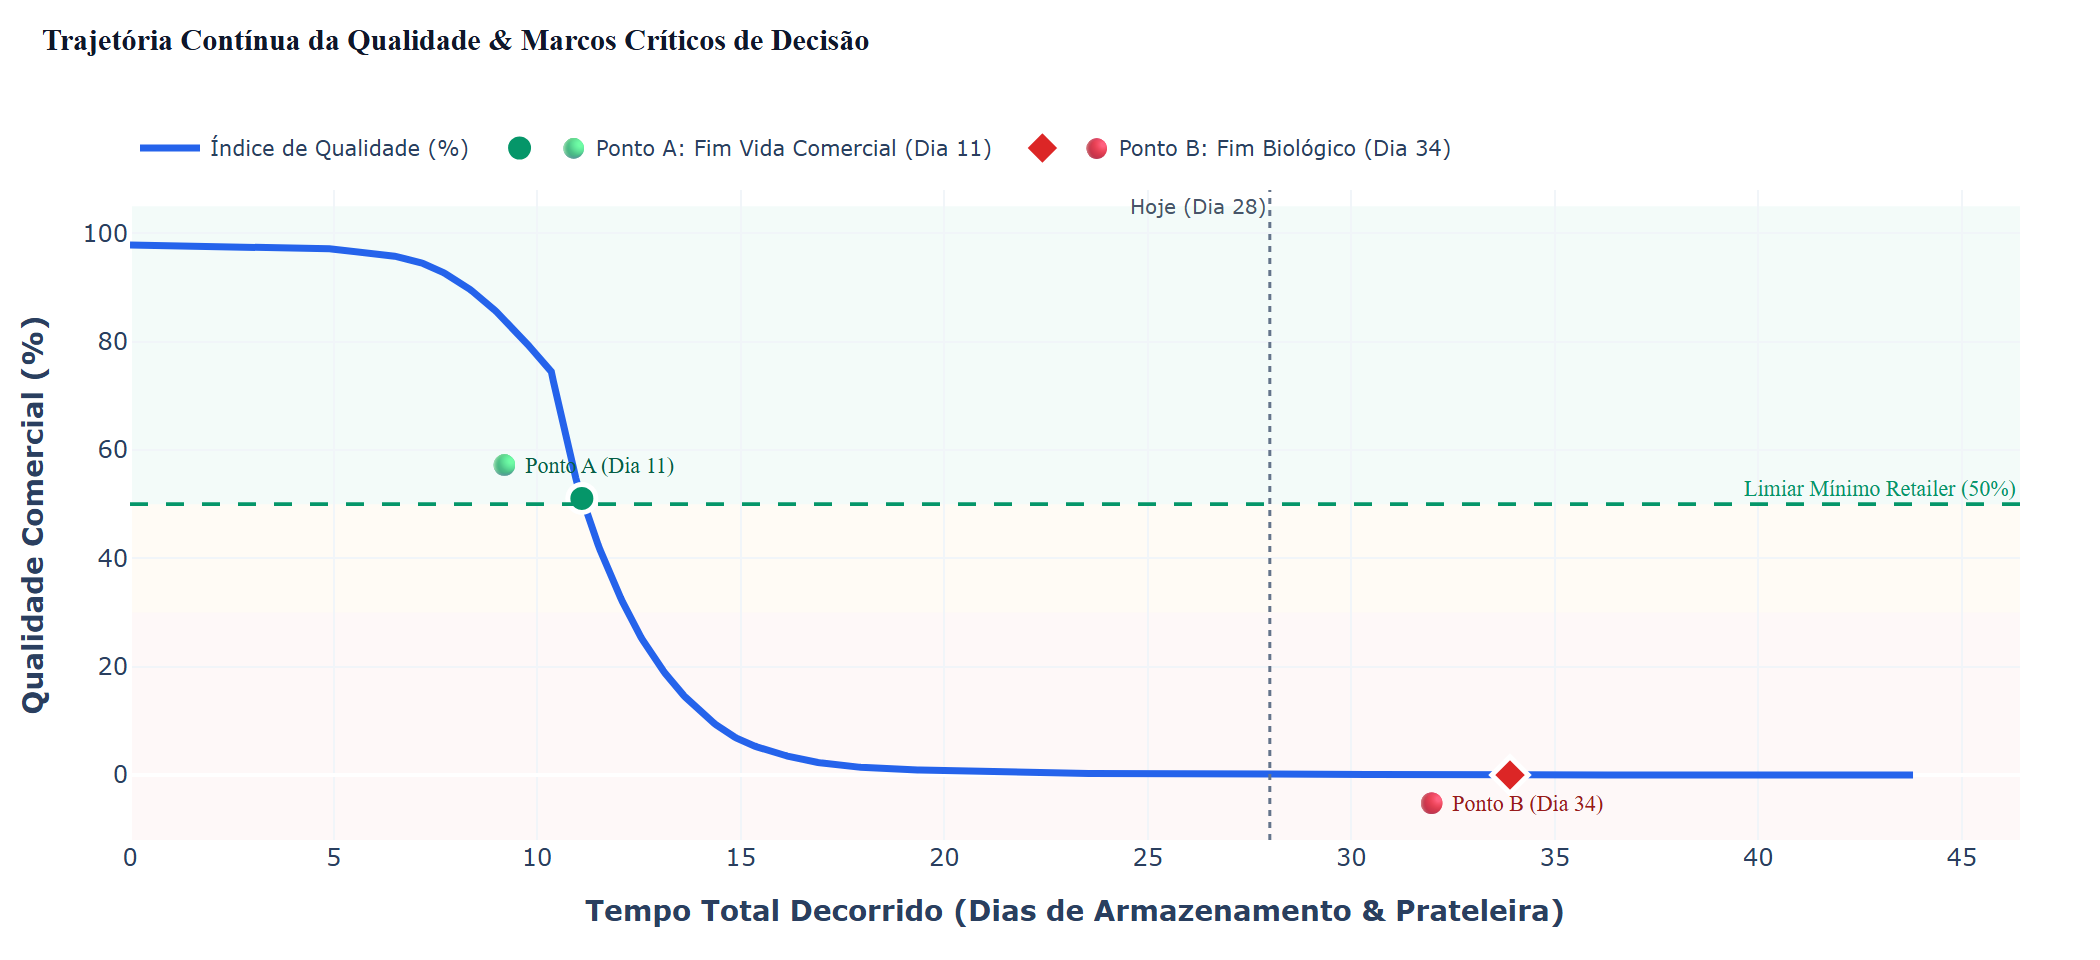 Trajetória Contínua da Qualidade & Marcos Críticos de Decisão
Índice de Qualidade (%)
Ponto A: Fim Vida Comercial (Dia 11)
Ponto B: Fim Biológico (Dia 34)
Hoje (Dia 28)
Qualidade Comercial (%)
100
80
60
40
20
0
Ponto A (Dia 11)
Limiar Mínimo Retailer (50%)
Ponto B (Dia 34)
0 5 10 15 20 25 30 35 40 45
Tempo Total Decorrido (Dias de Armazenamento & Prateleira)